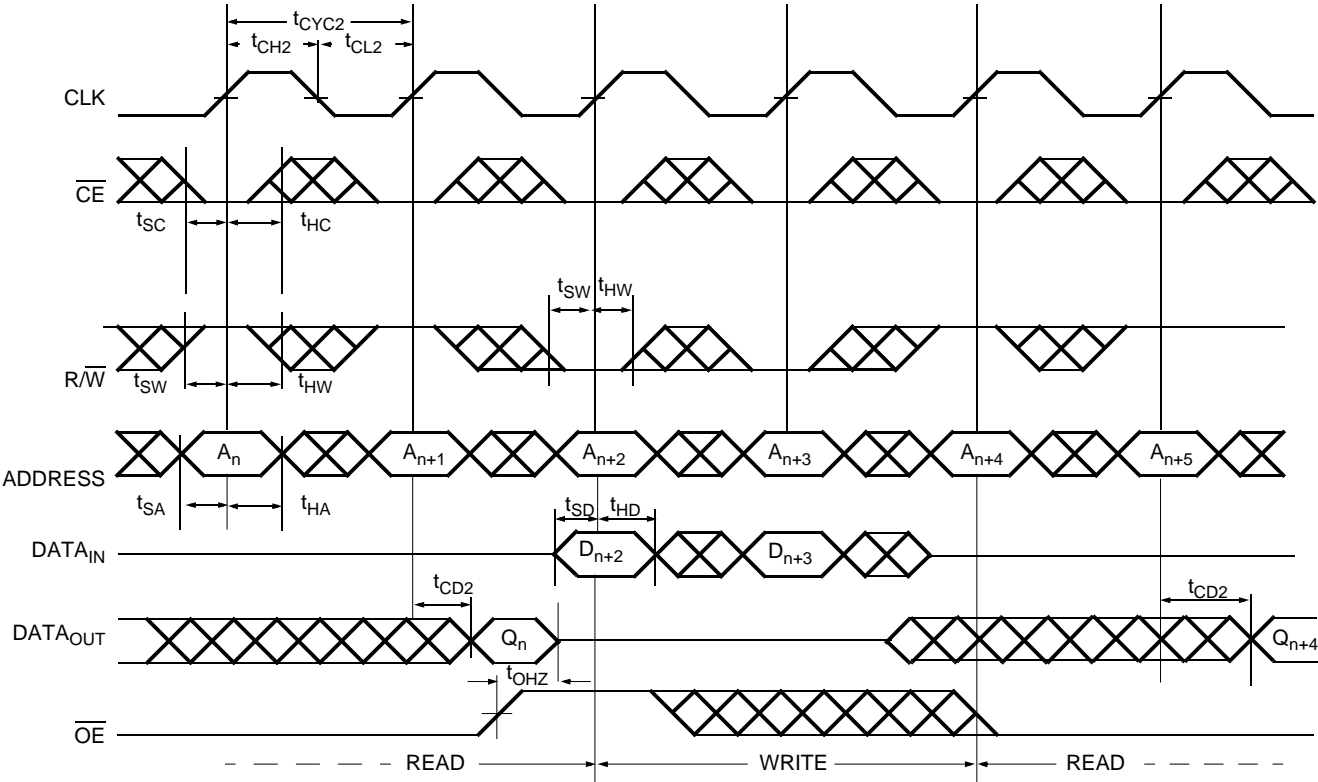 tCYC2
tCH2 tCL2
CLK
CE
tSC tHC
tSW tHW
R/W
tSW tHW
An An+1 An+2 An+3 An+4 An+5
ADDRESS
tSA tHA
tSD tHD
DATAIN
Dn+2 Dn+3
tCD2 tCD2
DATAOUT
Qn Qn+4
tOHZ
OE
READ WRITE READ